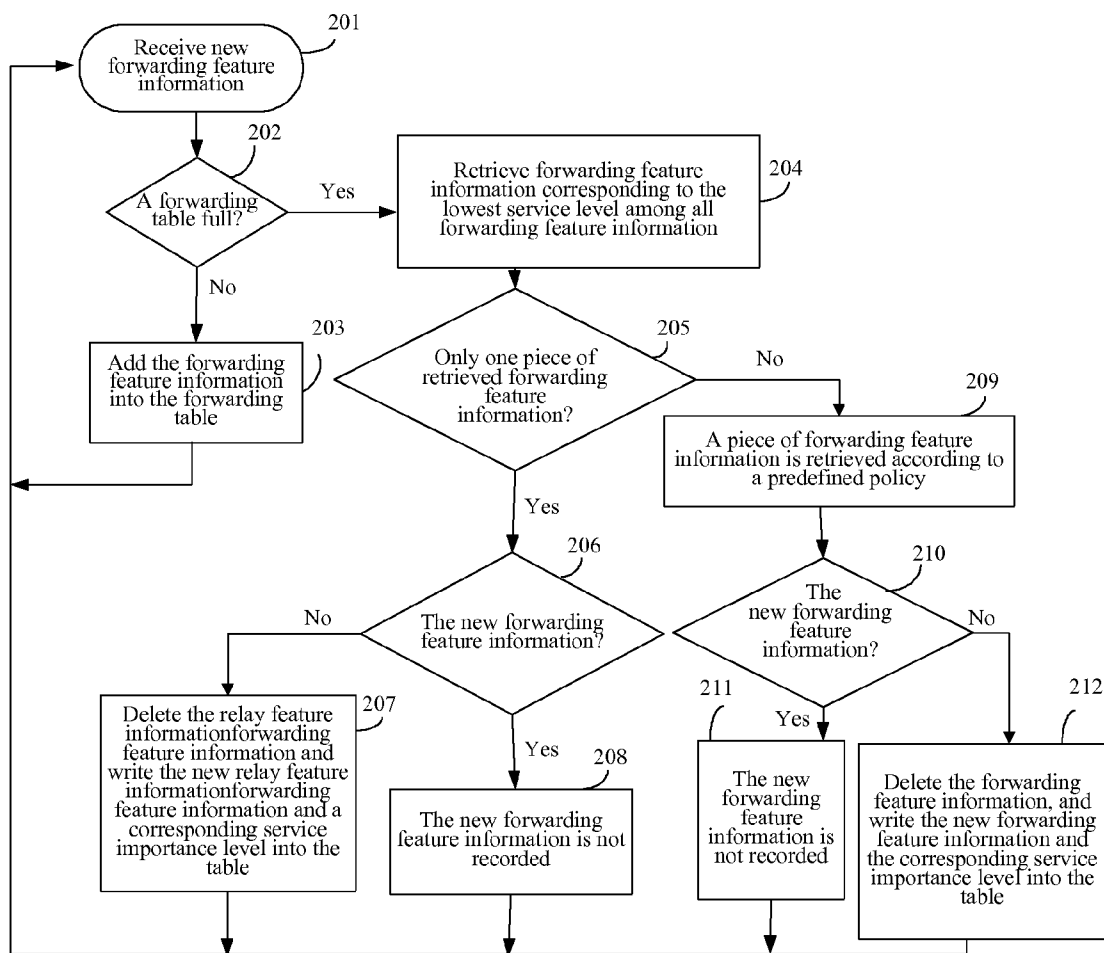 201
Receive new
forwarding feature
information
202
A forwarding
table full?
Yes
No
Retrieve forwarding feature
information corresponding to the
lowest service level among all
forwarding feature information
204
203
Add the forwarding
feature information
into the forwarding
table
205
Only one piece of
retrieved forwarding
feature
information?
No
Yes
209
A piece of forwarding feature
information is retrieved according to
a predefined policy
206
The new forwarding
feature information?
No
Yes
210
The
new forwarding
feature
information?
No
Yes
207
Delete the relay feature
informationforwarding
feature information and
write the new relay feature
informationforwarding
feature information and a
corresponding service
importance level into the
table
208
The new forwarding
feature information is not
recorded
211
The new
forwarding
feature
information is
not recorded
212
Delete the forwarding
feature information, and
write the new forwarding
feature information and
the corresponding service
importance level into the
table